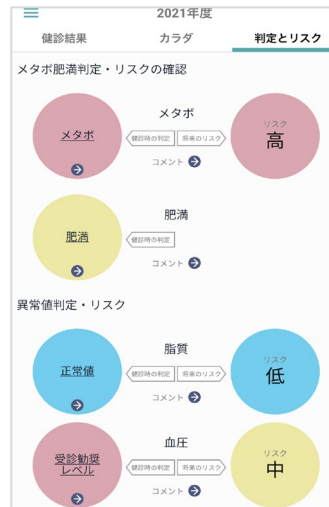 2021年度
健診結果 カラダ 判定とリスク
メタボ肥満判定・リスクの確認
メタボ
メタボ
健診時の判定 将来のリスク
コメント
リスク
高
肥満
肥満
健診時の判定
コメント
異常値判定・リスク
正常値
脂質
健診時の判定 将来のリスク
コメント
リスク
低
受診勧奨
レベル
血圧
健診時の判定 将来のリスク
コメント
リスク
中